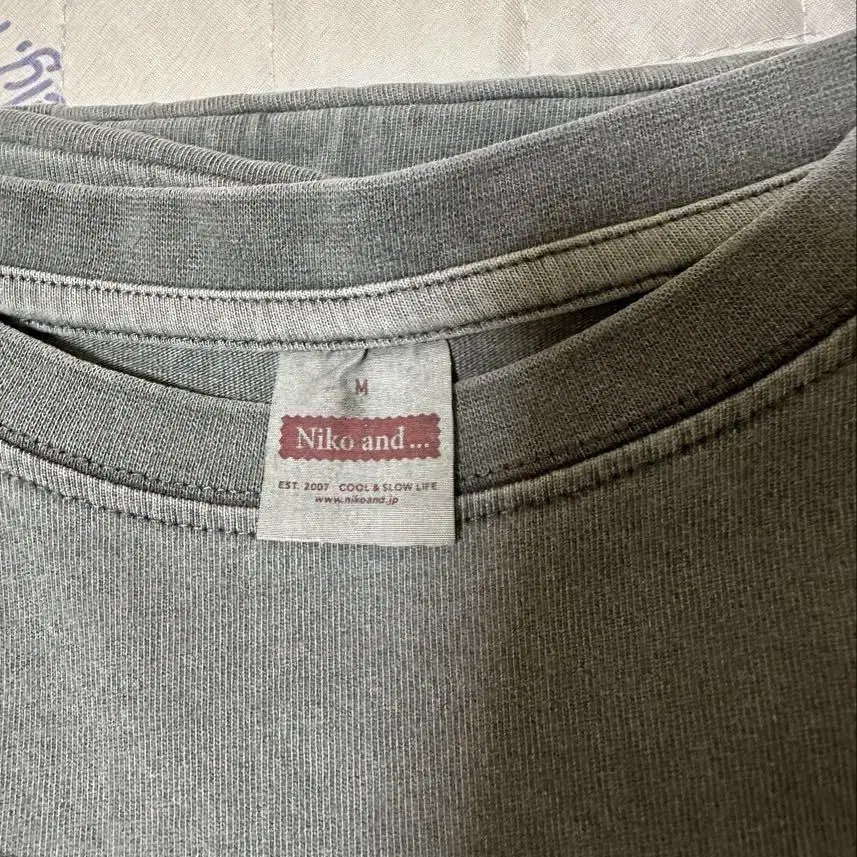 M
Niko and ...
EST. 2007 COOL & SLOW LIFE
www.nikoand.jp